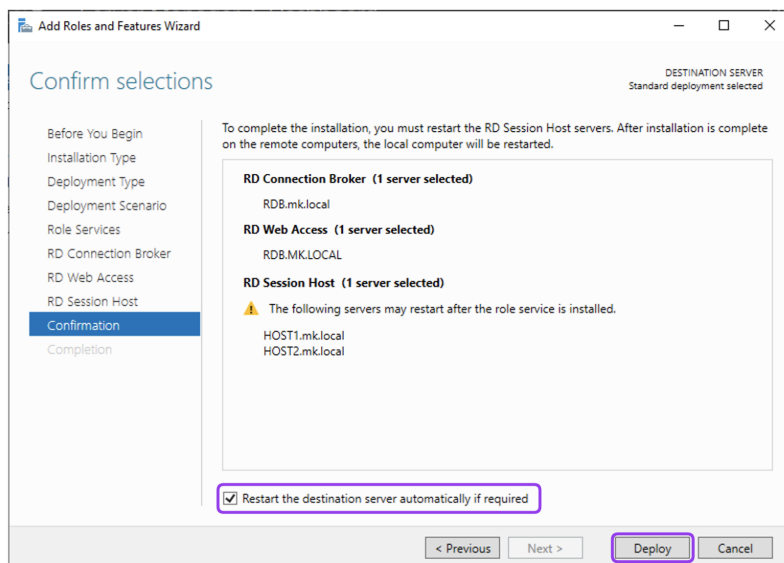 Add Roles and Features Wizard
Confirm selections
DESTINATION SERVER
Standard deployment selected
Before You Begin
Installation Type
Deployment Type
Deployment Scenario
Role Services
RD Connection Broker
RD Web Access
RD Session Host
Confirmation
Completion
To complete the installation, you must restart the RD Session Host servers. After installation is complete
on the remote computers, the local computer will be restarted.
RD Connection Broker (1 server selected)
RDB.mk.local
RD Web Access (1 server selected)
RDB.MK.LOCAL
RD Session Host (1 server selected)
The following servers may restart after the role service is installed.
HOST1.mk.local
HOST2.mk.local
Restart the destination server automatically if required
< Previous
Next >
Deploy
Cancel